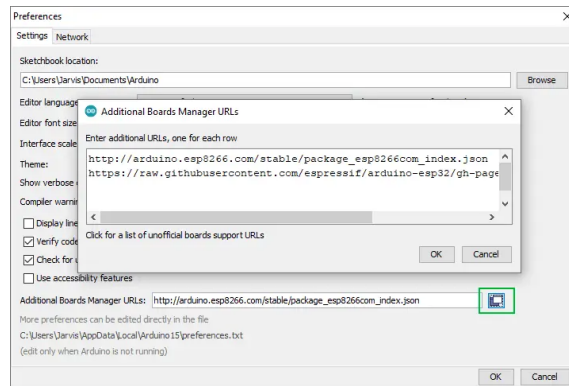 Preferences
Settings Network
Sketchbook location:
C:\Users\Jarvis\Documents\Arduino
Browse
Editor language
Editor font size
Interface scale
Theme:
Show verbose
Compiler
Display line
Verify code
Check for
Use accessibility features
Additional Boards Manager URLs
Enter additional URLs, one for each row
http://arduino.esp8266.com/stable/package_esp8266com_index.json
https://raw.githubusercontent.com/espressif/arduino-esp32/gh-page
Click for a list of unofficial boards support URLs
OK Cancel
Additional Boards Manager URLs: http://arduino.esp8266.com/stable/package_esp8266com_index.json
More preferences can be edited directly in the file
C:\Users\Jarvis\AppData\Local\Arduino15\preferences.txt
(edit only when Arduino is not running)
OK Cancel